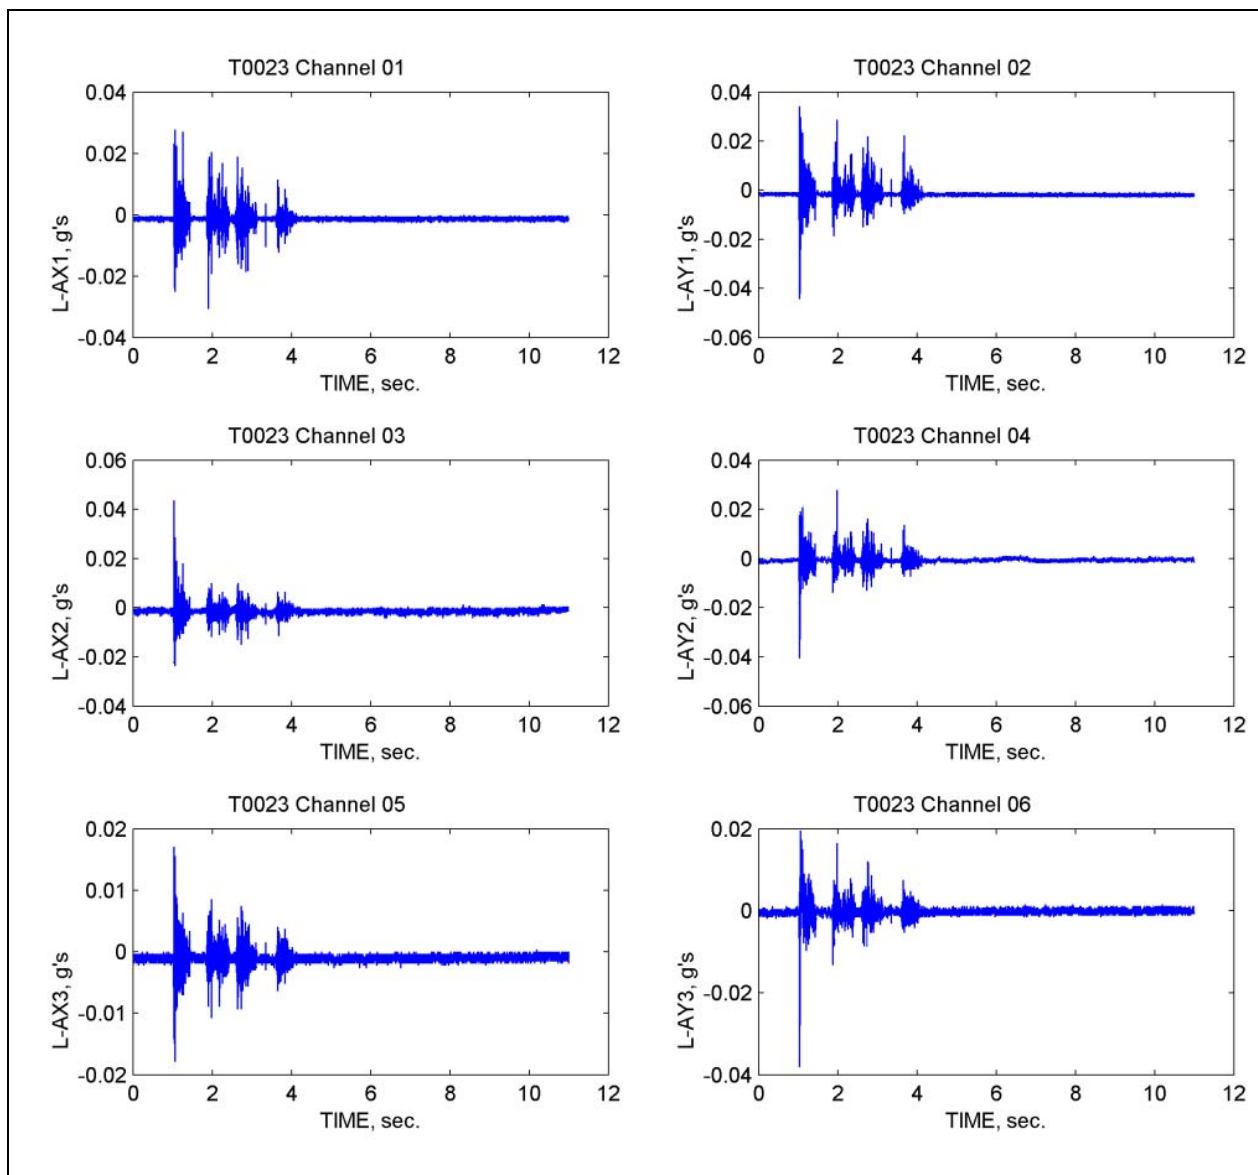 T0023 Channel 01
0.04
0.02
0
-0.02
-0.04
L-AX1, g's
0 2 4 6 8 10 12
TIME, sec.
T0023 Channel 02
0.04
0.02
0
-0.02
-0.04
-0.06
L-AY1, g's
0 2 4 6 8 10 12
TIME, sec.
T0023 Channel 03
0.06
0.04
0.02
0
-0.02
-0.04
L-AX2, g's
0 2 4 6 8 10 12
TIME, sec.
T0023 Channel 04
0.04
0.02
0
-0.02
-0.04
-0.06
L-AY2, g's
0 2 4 6 8 10 12
TIME, sec.
T0023 Channel 05
0.02
0.01
0
-0.01
-0.02
L-AX3, g's
0 2 4 6 8 10 12
TIME, sec.
T0023 Channel 06
0.02
0
-0.02
-0.04
L-AY3, g's
0 2 4 6 8 10 12
TIME, sec.